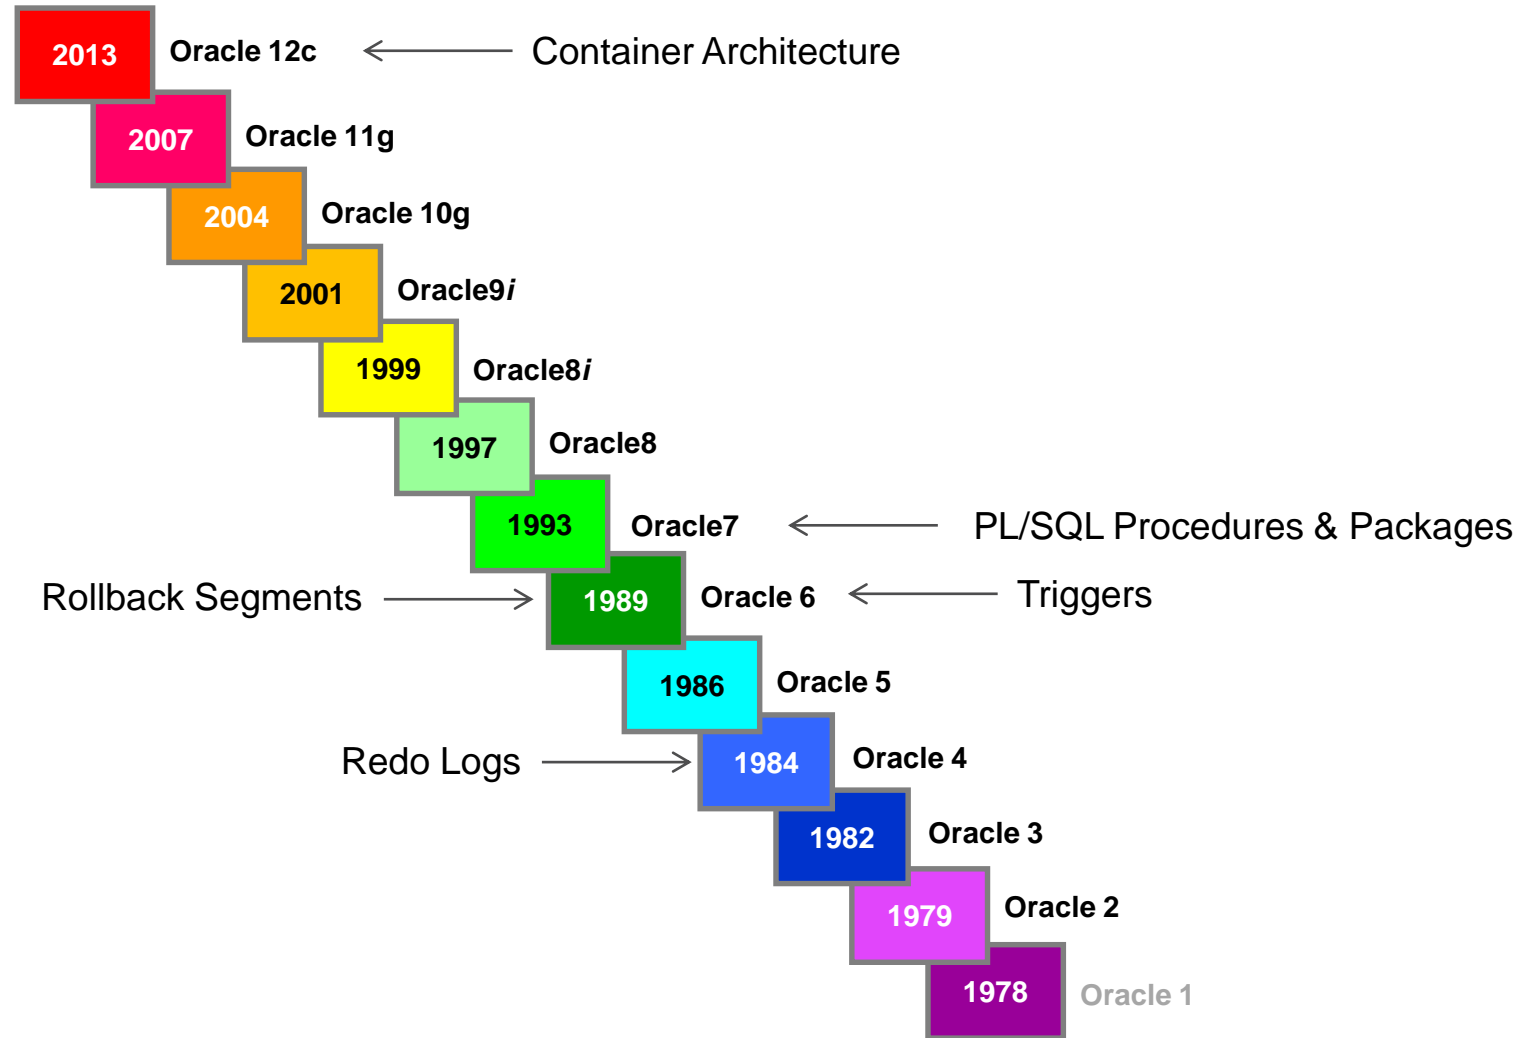 2013 Oracle 12c Container Architecture
2007 Oracle 11g
2004 Oracle 10g
2001 Oracle9i
1999 Oracle8i
1997 Oracle8
1993 Oracle7 PL/SQL Procedures & Packages
Rollback Segments 1989 Oracle 6 Triggers
1986 Oracle 5
Redo Logs 1984 Oracle 4
1982 Oracle 3
1979 Oracle 2
1978 Oracle 1